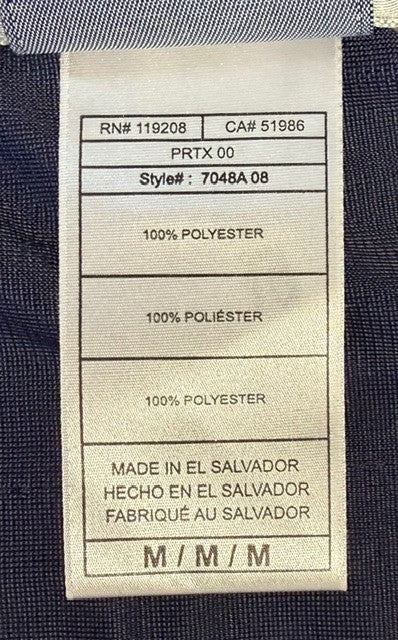 RN# 119208 CA# 51986
PRTX 00
Style# : 7048A 08
100% POLYESTER
100% POLIÉSTER
100% POLYESTER
MADE IN EL SALVADOR
HECHO EN EL SALVADOR
FABRIQUÉ AU SALVADOR
M / M / M